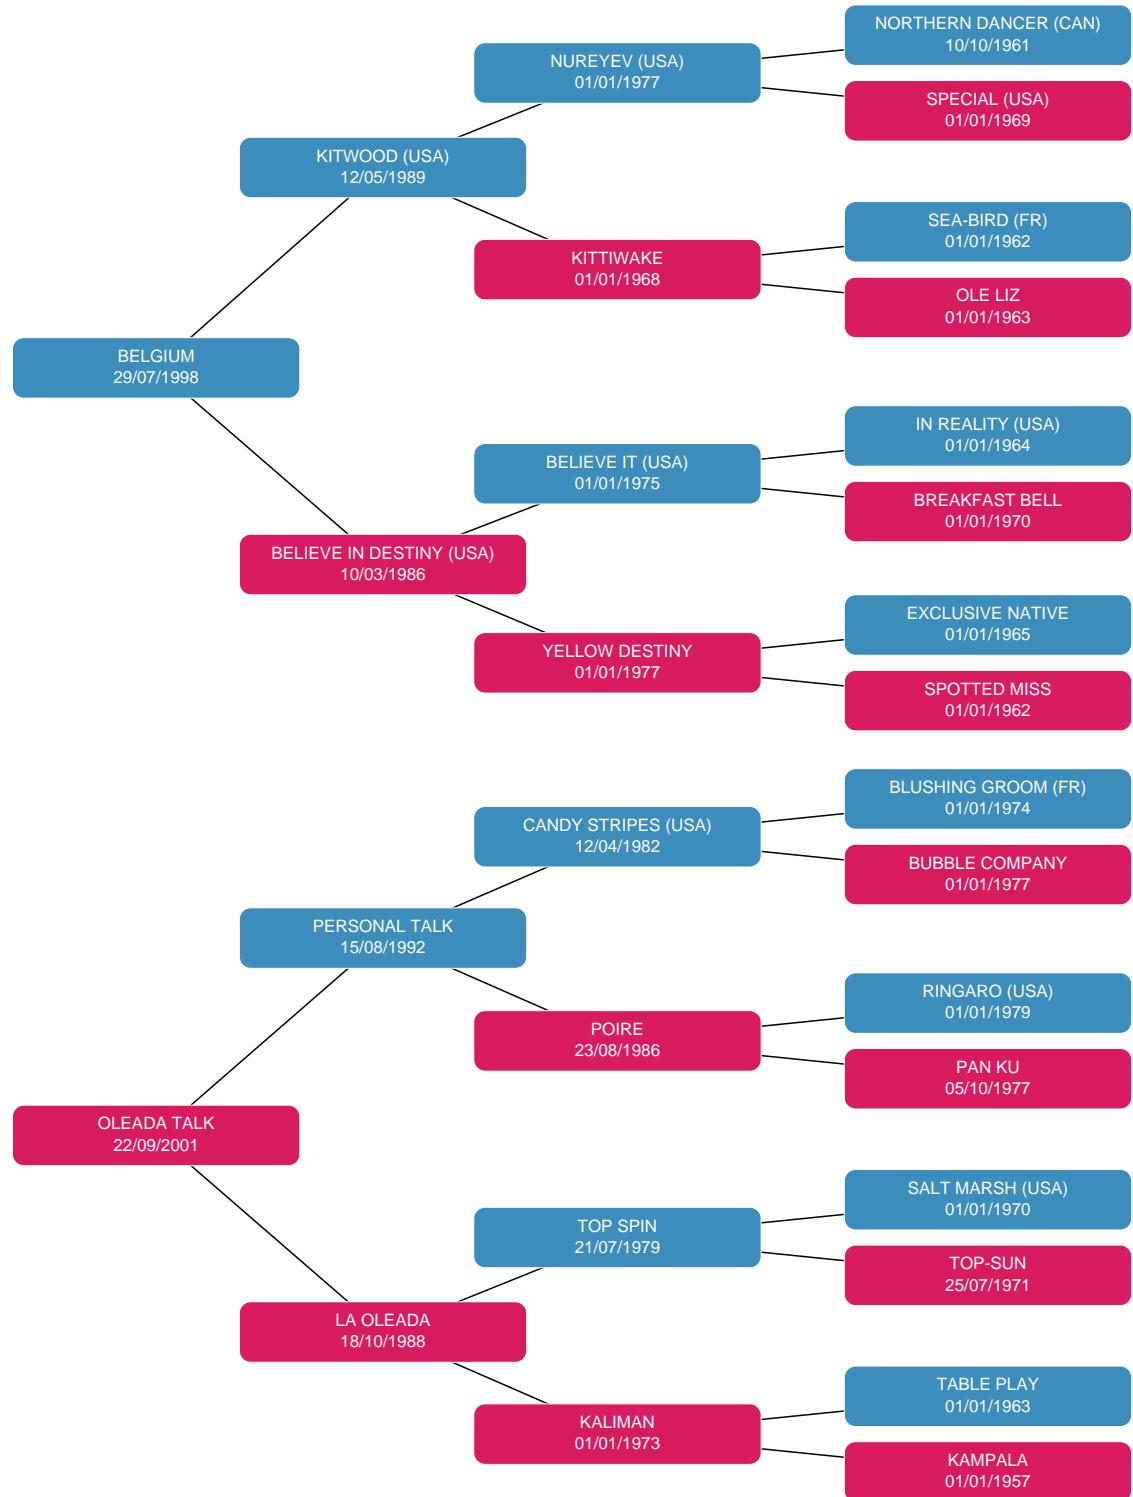 NORTHERN DANCER (CAN)
10/10/1961
NUREYEV (USA)
01/01/1977
SPECIAL (USA)
01/01/1969
KITWOOD (USA)
12/05/1989
SEA-BIRD (FR)
01/01/1962
KITTIWAKE
01/01/1968
OLE LIZ
01/01/1963
BELGIUM
29/07/1998
IN REALITY (USA)
01/01/1964
BELIEVE IT (USA)
01/01/1975
BREAKFAST BELL
01/01/1970
BELIEVE IN DESTINY (USA)
10/03/1986
EXCLUSIVE NATIVE
01/01/1965
YELLOW DESTINY
01/01/1977
SPOTTED MISS
01/01/1962
BLUSHING GROOM (FR)
01/01/1974
CANDY STRIPES (USA)
12/04/1982
BUBBLE COMPANY
01/01/1977
PERSONAL TALK
15/08/1992
RINGARO (USA)
01/01/1979
POIRE
23/08/1986
PAN KU
05/10/1977
OLEADA TALK
22/09/2001
SALT MARSH (USA)
01/01/1970
TOP SPIN
21/07/1979
TOP-SUN
25/07/1971
LA OLEADA
18/10/1988
TABLE PLAY
01/01/1963
KALIMAN
01/01/1973
KAMPALA
01/01/1957